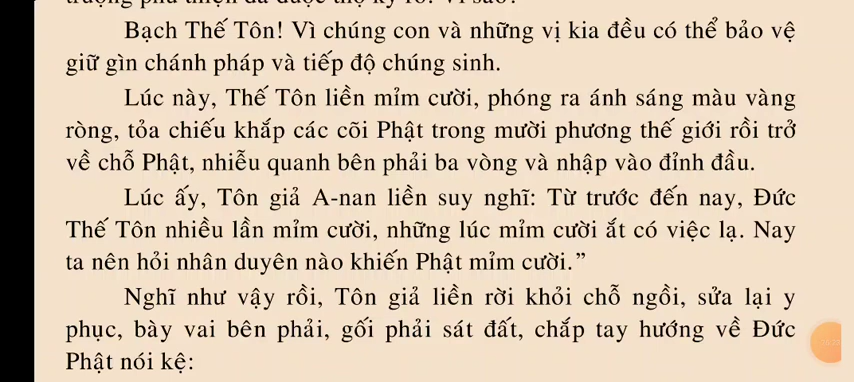 Bạch Thế Tôn! Vì chúng con và những vị kia đều có thể bảo vệ
giữ gìn chánh pháp và tiếp độ chúng sinh.
Lúc này, Thế Tôn liền mỉm cười, phóng ra ánh sáng màu vàng
ròng, tỏa chiếu khắp các cõi Phật trong mười phương thế giới rồi trở
về chỗ Phật, nhiễu quanh bên phải ba vòng và nhập vào đỉnh đầu.
Lúc ấy, Tôn giả A-nan liền suy nghĩ: Từ trước đến nay, Đức
Thế Tôn nhiều lần mỉm cười, những lúc mỉm cười ắt có việc lạ. Nay
ta nên hỏi nhân duyên nào khiến Phật mỉm cười.”
Nghĩ như vậy rồi, Tôn giả liền rời khỏi chỗ ngồi, sửa lại y
phục, bày vai bên phải, gối phải sát đất, chắp tay hướng về Đức
Phật nói kệ: